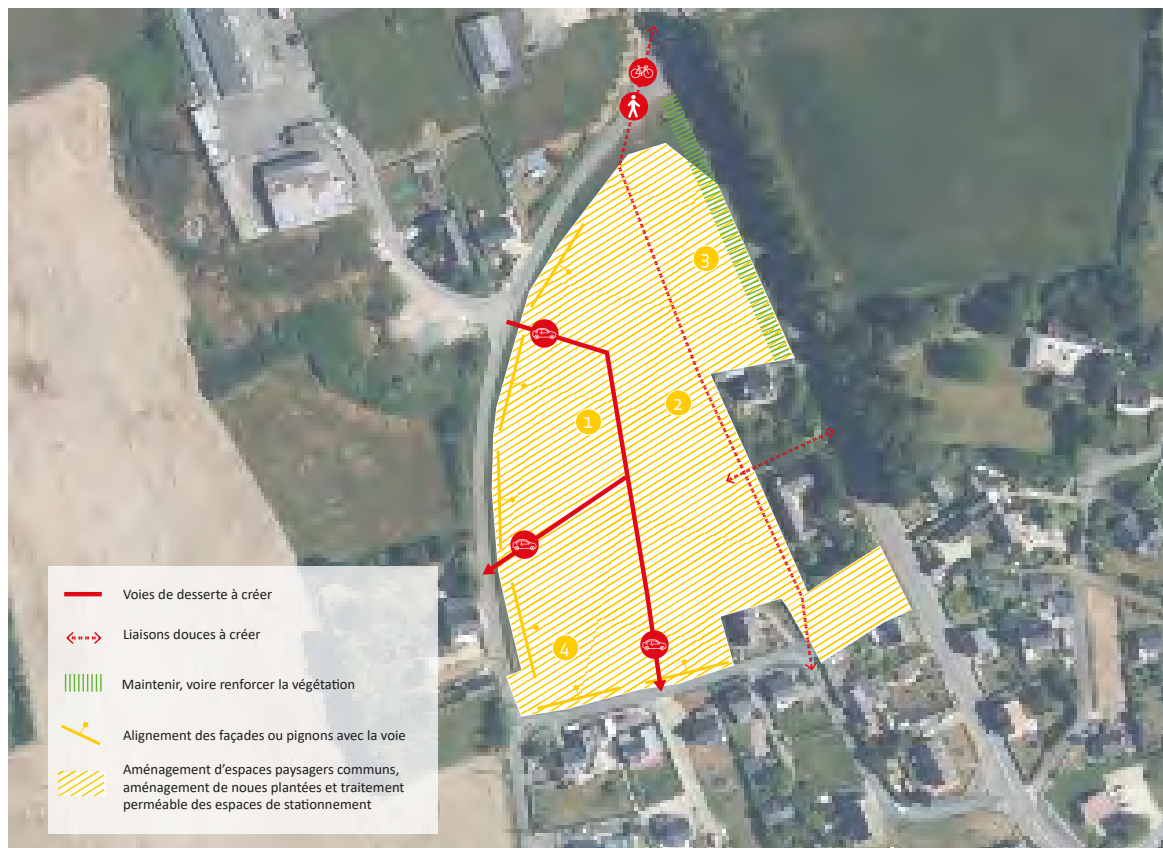 3
1
2
4
Voies de desserte à créer
Liaisons douces à créer
Maintenir, voire renforcer la végétation
Alignement des façades ou pignons avec la voie
Aménagement d’espaces paysagers communs,
aménagement de noues plantées et traitement
perméable des espaces de stationnement